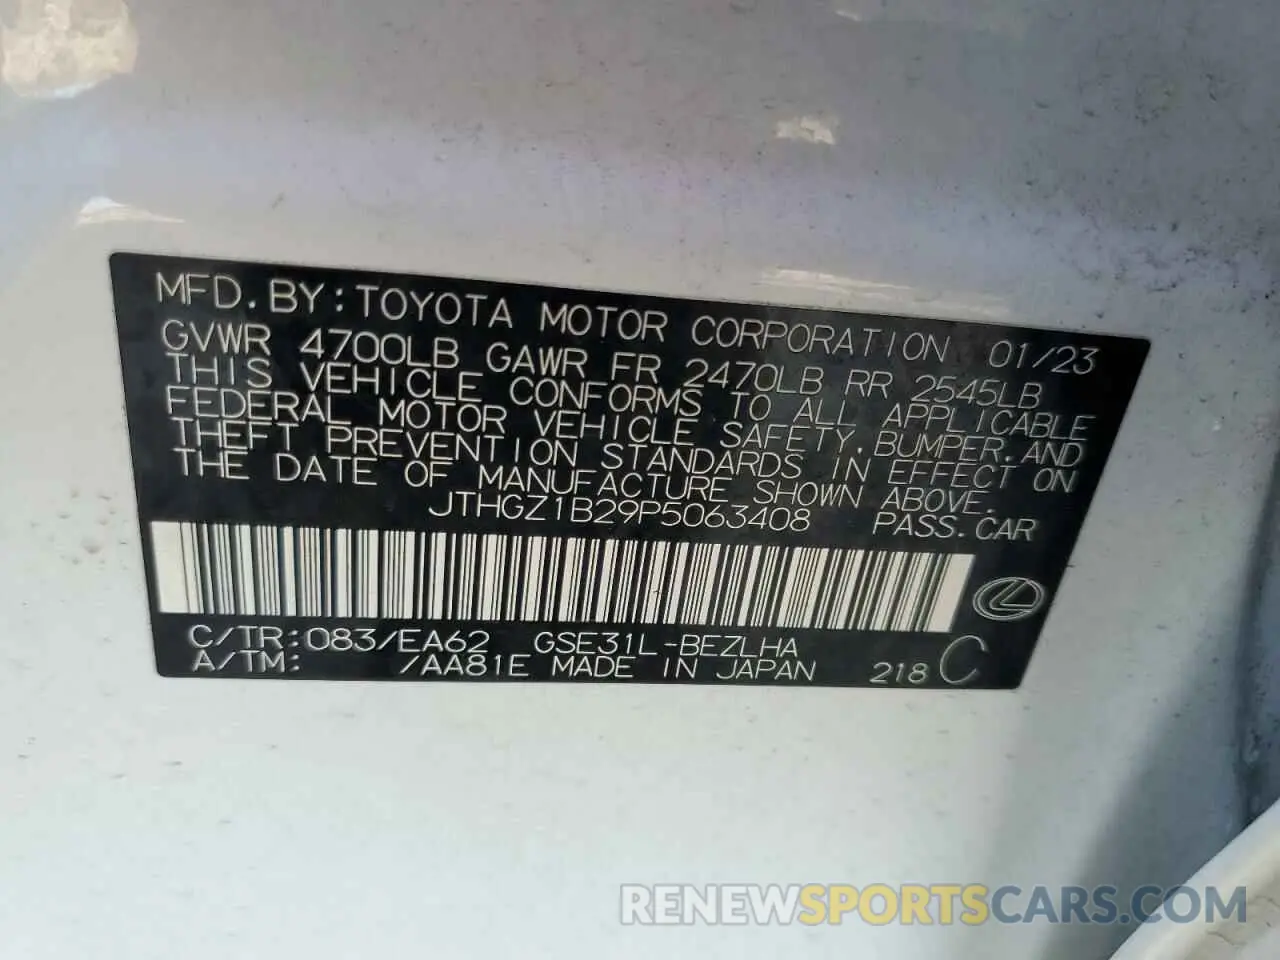 MFD. BY: TOYOTA MOTOR CORPORATION 01/23
GVWR 4700LB GAWR FR 2470LB RR 2545LB
THIS VEHICLE CONFORMS TO ALL APPLICABLE
FEDERAL MOTOR VEHICLE SAFETY, BUMPER, AND
THEFT PREVENTION STANDARDS IN EFFECT ON
THE DATE OF MANUFACTURE SHOWN ABOVE.
JTHGZ1B29P5063408 PASS. CAR
C/TR: 083/EA62 GSE31L-BEZLHA
A/TM: /AA81E MADE IN JAPAN 218 C
RENEWSPORTSCARS.COM